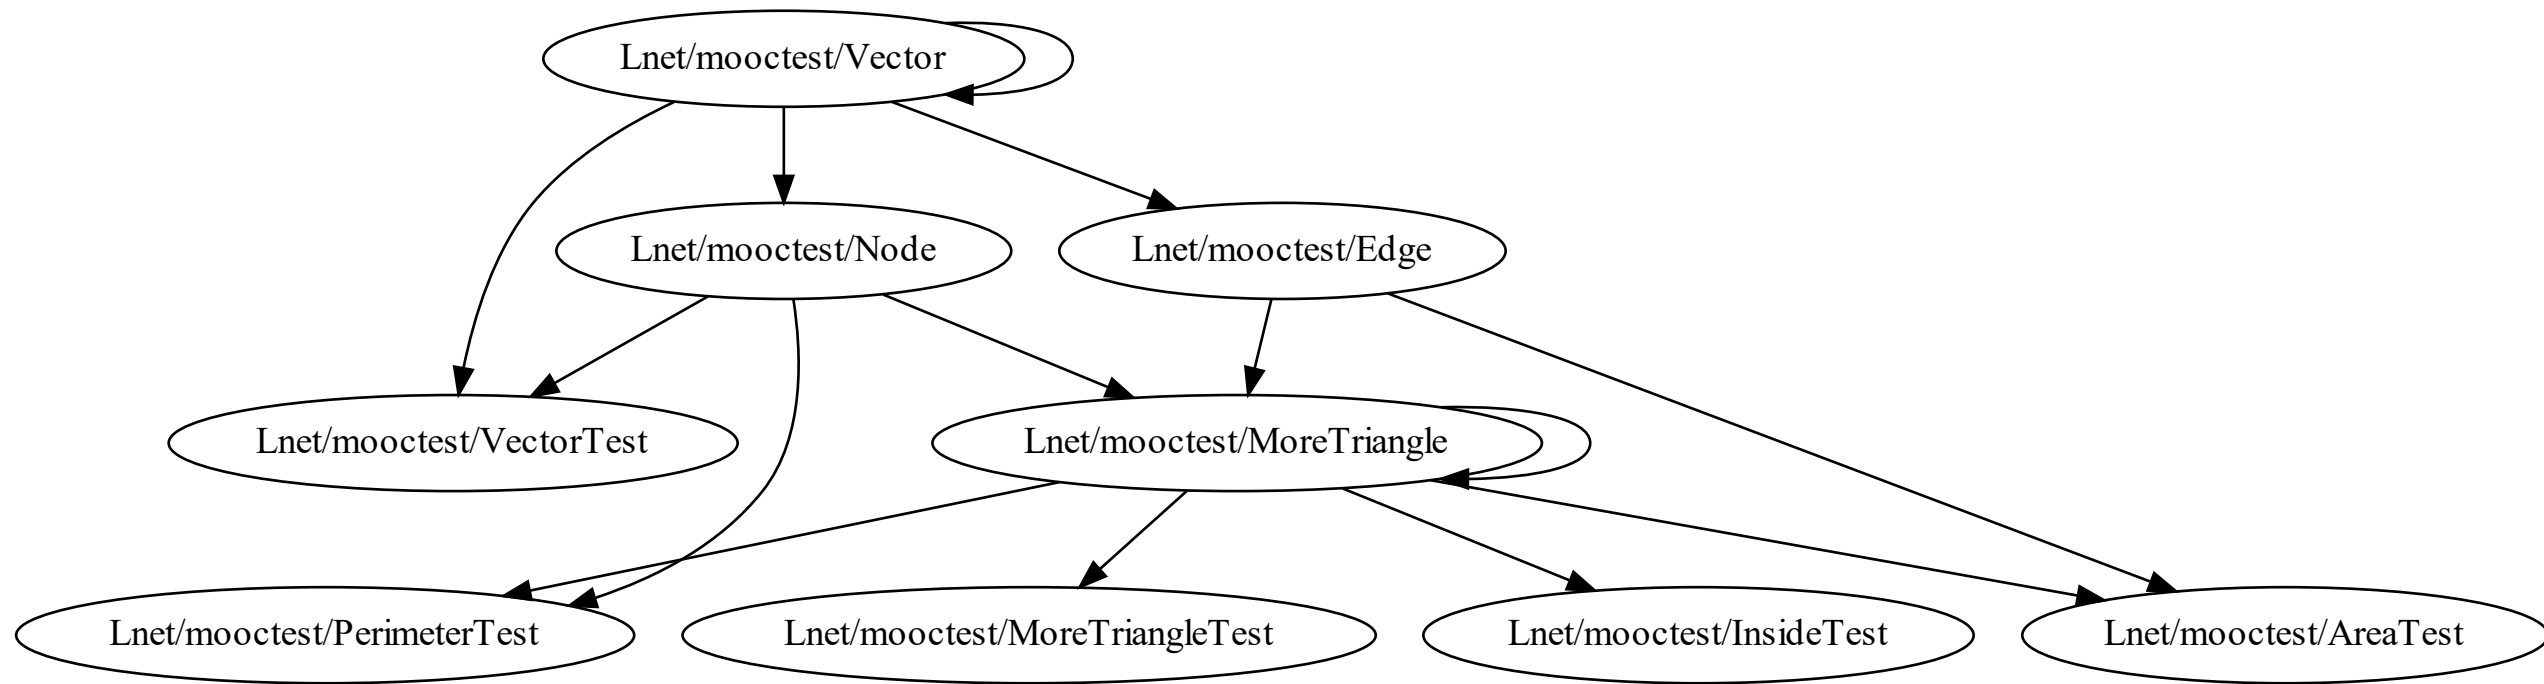 Lnet/mooctest/Vector
Lnet/mooctest/Node
Lnet/mooctest/Edge
Lnet/mooctest/VectorTest
Lnet/mooctest/MoreTriangle
Lnet/mooctest/PerimeterTest
Lnet/mooctest/MoreTriangleTest
Lnet/mooctest/InsideTest
Lnet/mooctest/AreaTest